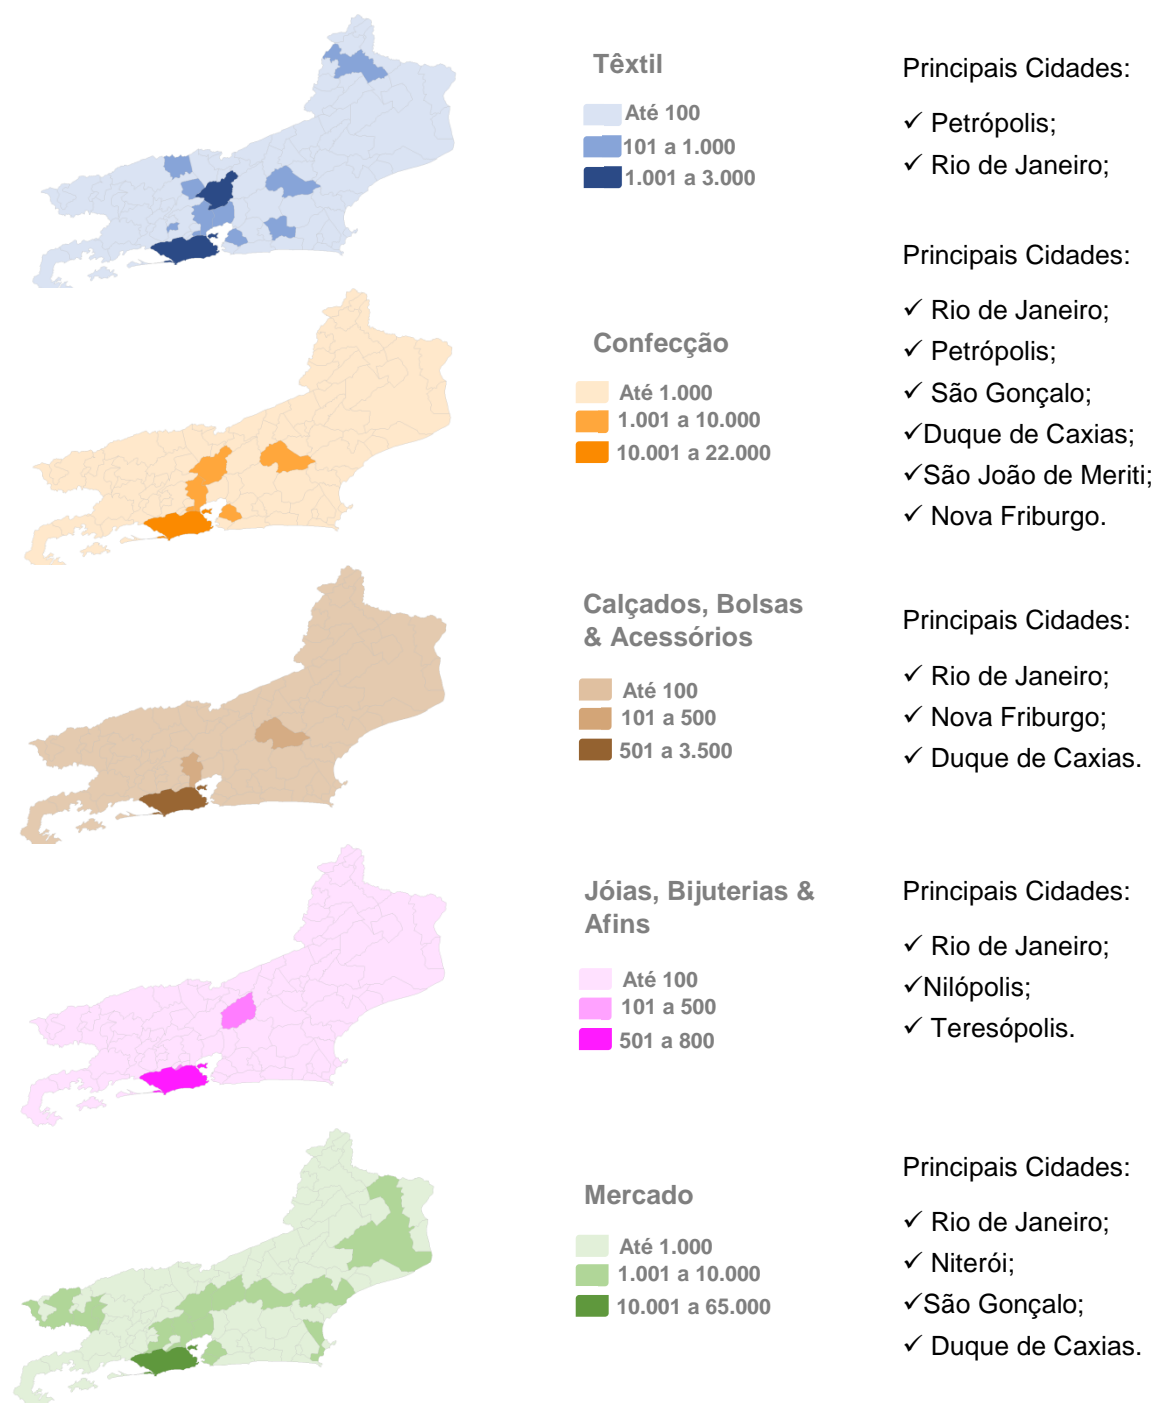 Têxtil
Até 100
101 a 1.000
1.001 a 3.000
Principais Cidades:
✓ Petrópolis;
✓ Rio de Janeiro;
Confecção
Até 1.000
1.001 a 10.000
10.001 a 22.000
Principais Cidades:
✓ Rio de Janeiro;
✓ Petrópolis;
✓ São Gonçalo;
✓Duque de Caxias;
✓São João de Meriti;
✓ Nova Friburgo.
Calçados, Bolsas
& Acessórios
Até 100
101 a 500
501 a 3.500
Principais Cidades:
✓ Rio de Janeiro;
✓ Nova Friburgo;
✓ Duque de Caxias.
Jóias, Bijuterias &
Afins
Até 100
101 a 500
501 a 800
Principais Cidades:
✓ Rio de Janeiro;
✓Nilópolis;
✓ Teresópolis.
Mercado
Até 1.000
1.001 a 10.000
10.001 a 65.000
Principais Cidades:
✓ Rio de Janeiro;
✓ Niterói;
✓São Gonçalo;
✓ Duque de Caxias.